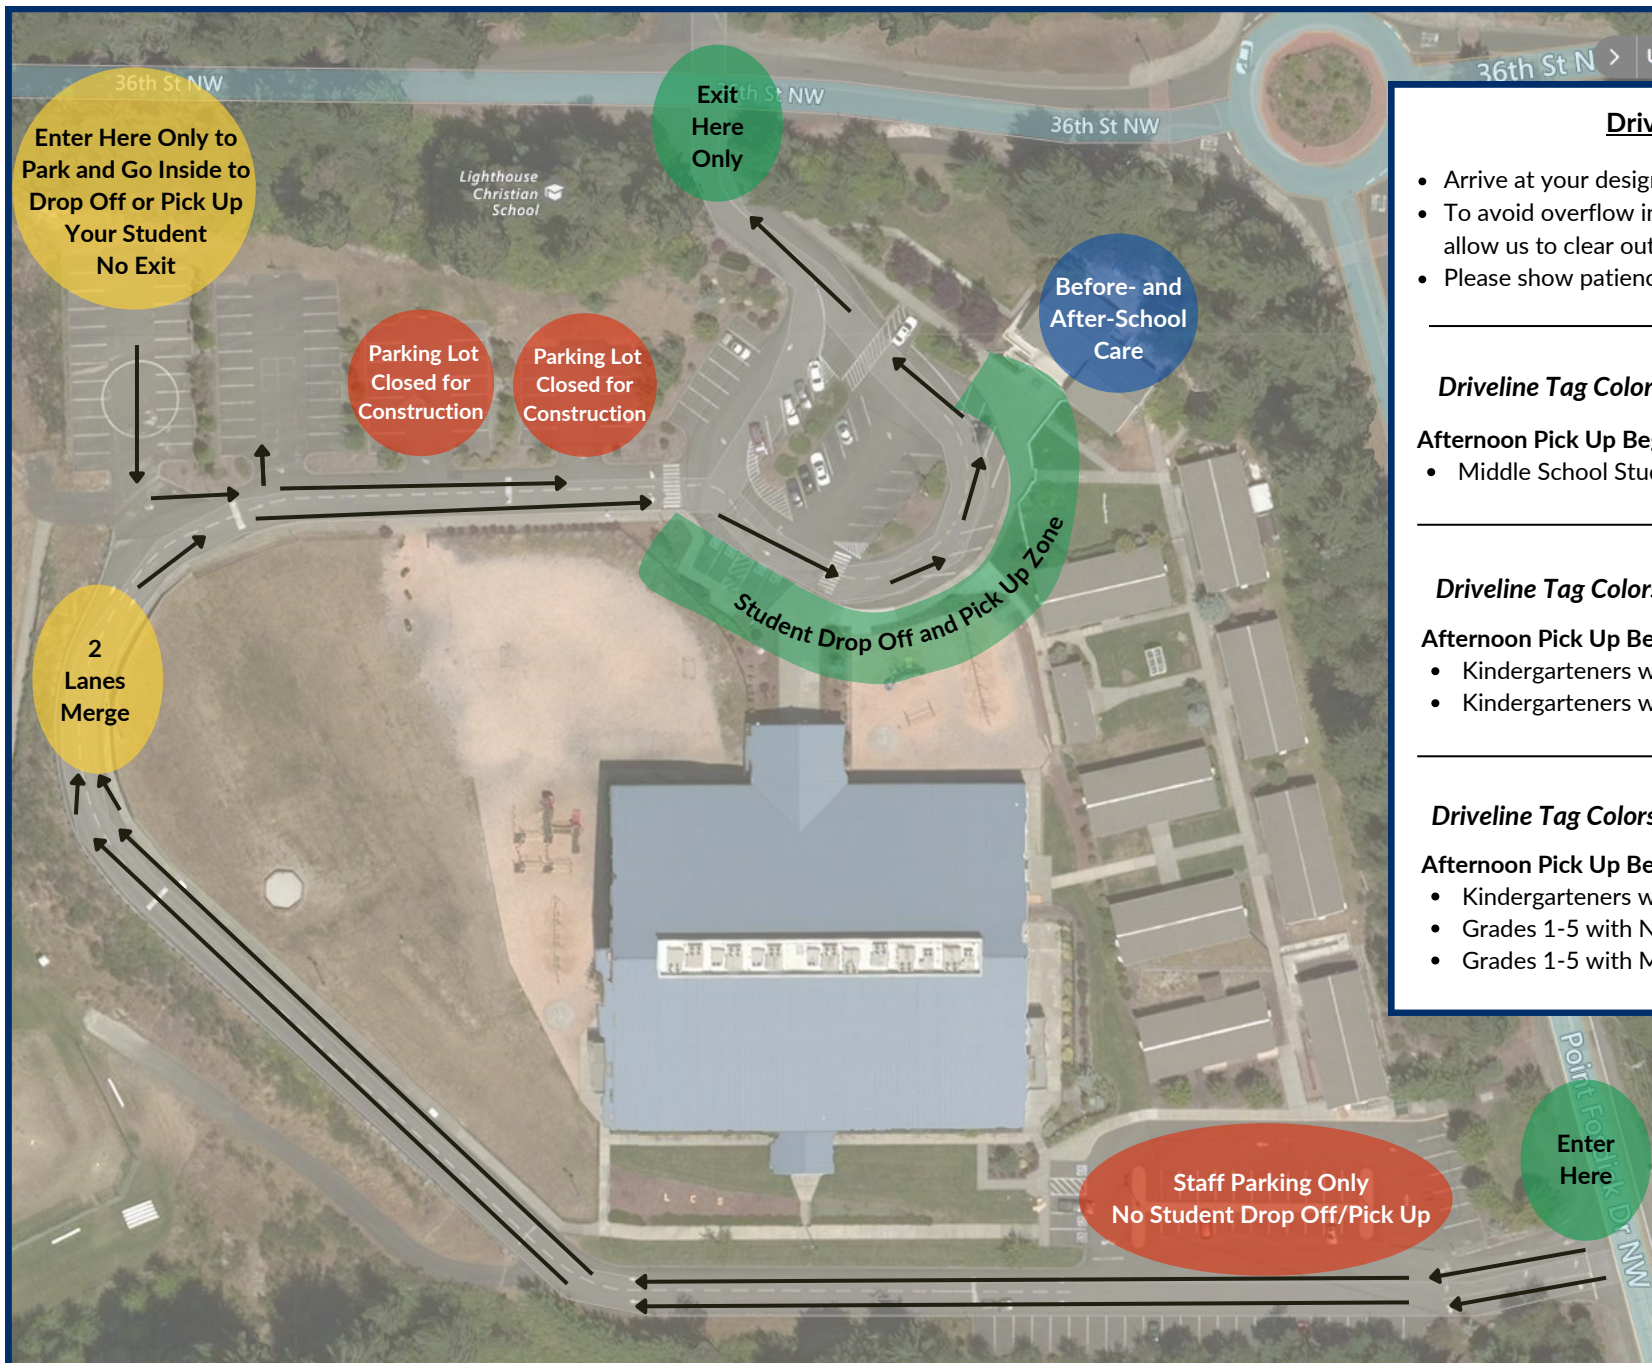 36th St NW
36th St NW
36th St N
Enter Here Only to
Park and Go Inside to
Drop Off or Pick Up
Your Student
No Exit
Exit
Here
Only
th St NW
Lighthouse
Christian
School
Before- and
After-School
Care
Parking Lot
Closed for
Construction
Parking Lot
Closed for
Construction
Student Drop Off and Pick Up Zone
2
Lanes
Merge
L C S
Staff Parking Only
No Student Drop Off/Pick Up
Enter
Here
Point Fosdick Dr NW
Driv
• Arrive at your desig
• To avoid overflow i
allow us to clear out
• Please show patienc
Driveline Tag Color
Afternoon Pick Up Be
• Middle School Stu
Driveline Tag Color
Afternoon Pick Up Be
• Kindergarteners w
• Kindergarteners w
Driveline Tag Colors
Afternoon Pick Up Be
• Kindergarteners w
• Grades 1-5 with N
• Grades 1-5 with M